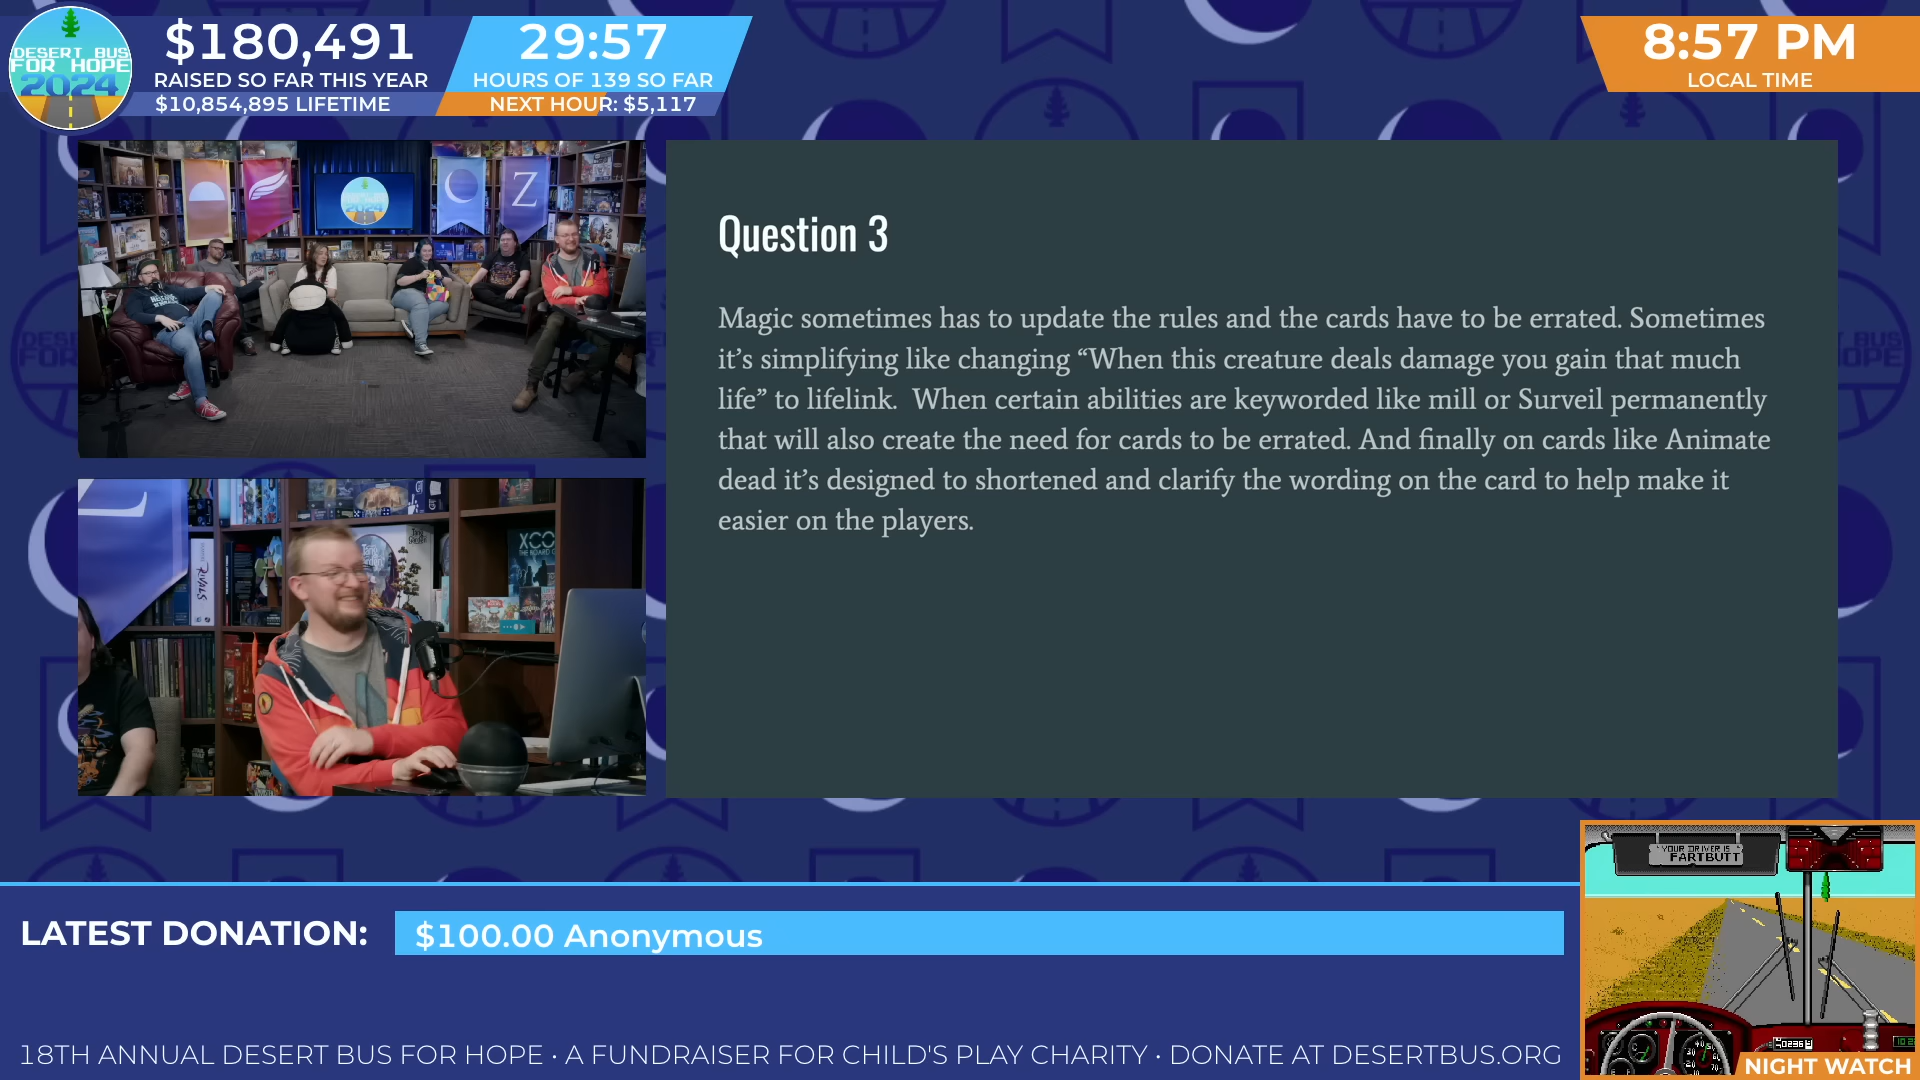 DESERT BUS
FOR HOPE
2024
$180,491
RAISED SO FAR THIS YEAR
$10,854,895 LIFETIME
29:57
HOURS OF 139 SO FAR
NEXT HOUR: $5,117
8:57 PM
LOCAL TIME
Z
Question 3
Magic sometimes has to update the rules and the cards have to be errated. Sometimes
it’s simplifying like changing “When this creature deals damage you gain that much
life” to lifelink.  When certain abilities are keyworded like mill or Surveil permanently
that will also create the need for cards to be errated. And finally on cards like Animate
dead it’s designed to shortened and clarify the wording on the card to help make it
easier on the players.
RIVALS
XCO
YOUR DRIVER IS
FARTBUTT
LATEST DONATION:
$100.00 Anonymous
18TH ANNUAL DESERT BUS FOR HOPE · A FUNDRAISER FOR CHILD'S PLAY CHARITY · DONATE AT DESERTBUS.ORG
NIGHT WATCH